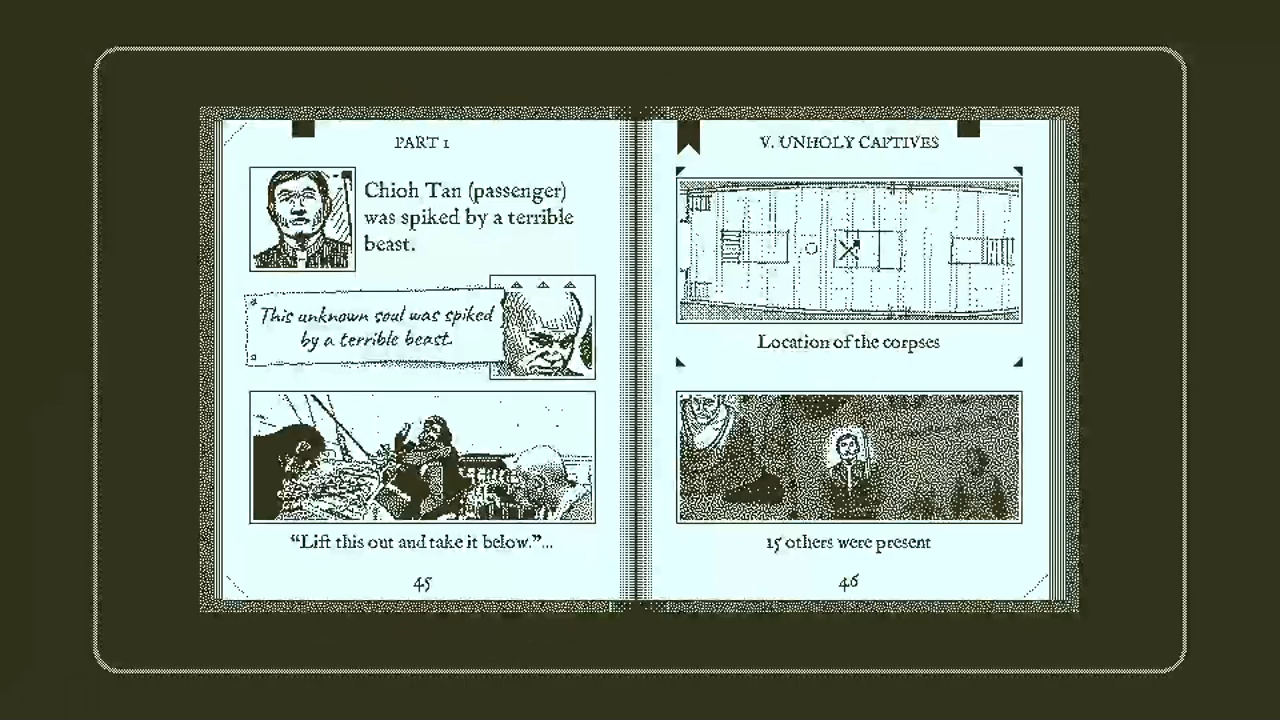 PART 1
Chioh Tan (passenger)
was spiked by a terrible
beast.
This unknown soul was spiked
by a terrible beast.
“Lift this out and take it below.”...
45
V. UNHOLY CAPTIVES
Location of the corpses
15 others were present
46